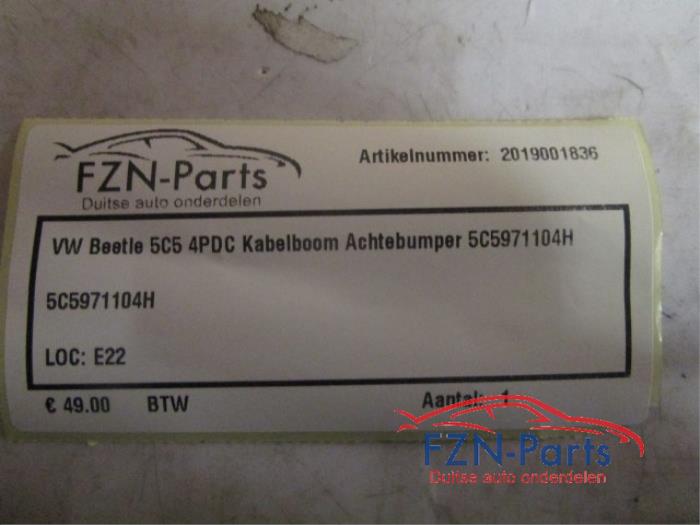 FZN-Parts
Duitse auto onderdelen
Artikelnummer: 2019001836
VW Beetle 5C5 4PDC Kabelboom Achtebumper 5C5971104H
5C5971104H
LOC: E22
€ 49.00 BTW Aantal: 1
FZN-Parts
Duitse auto onderdelen